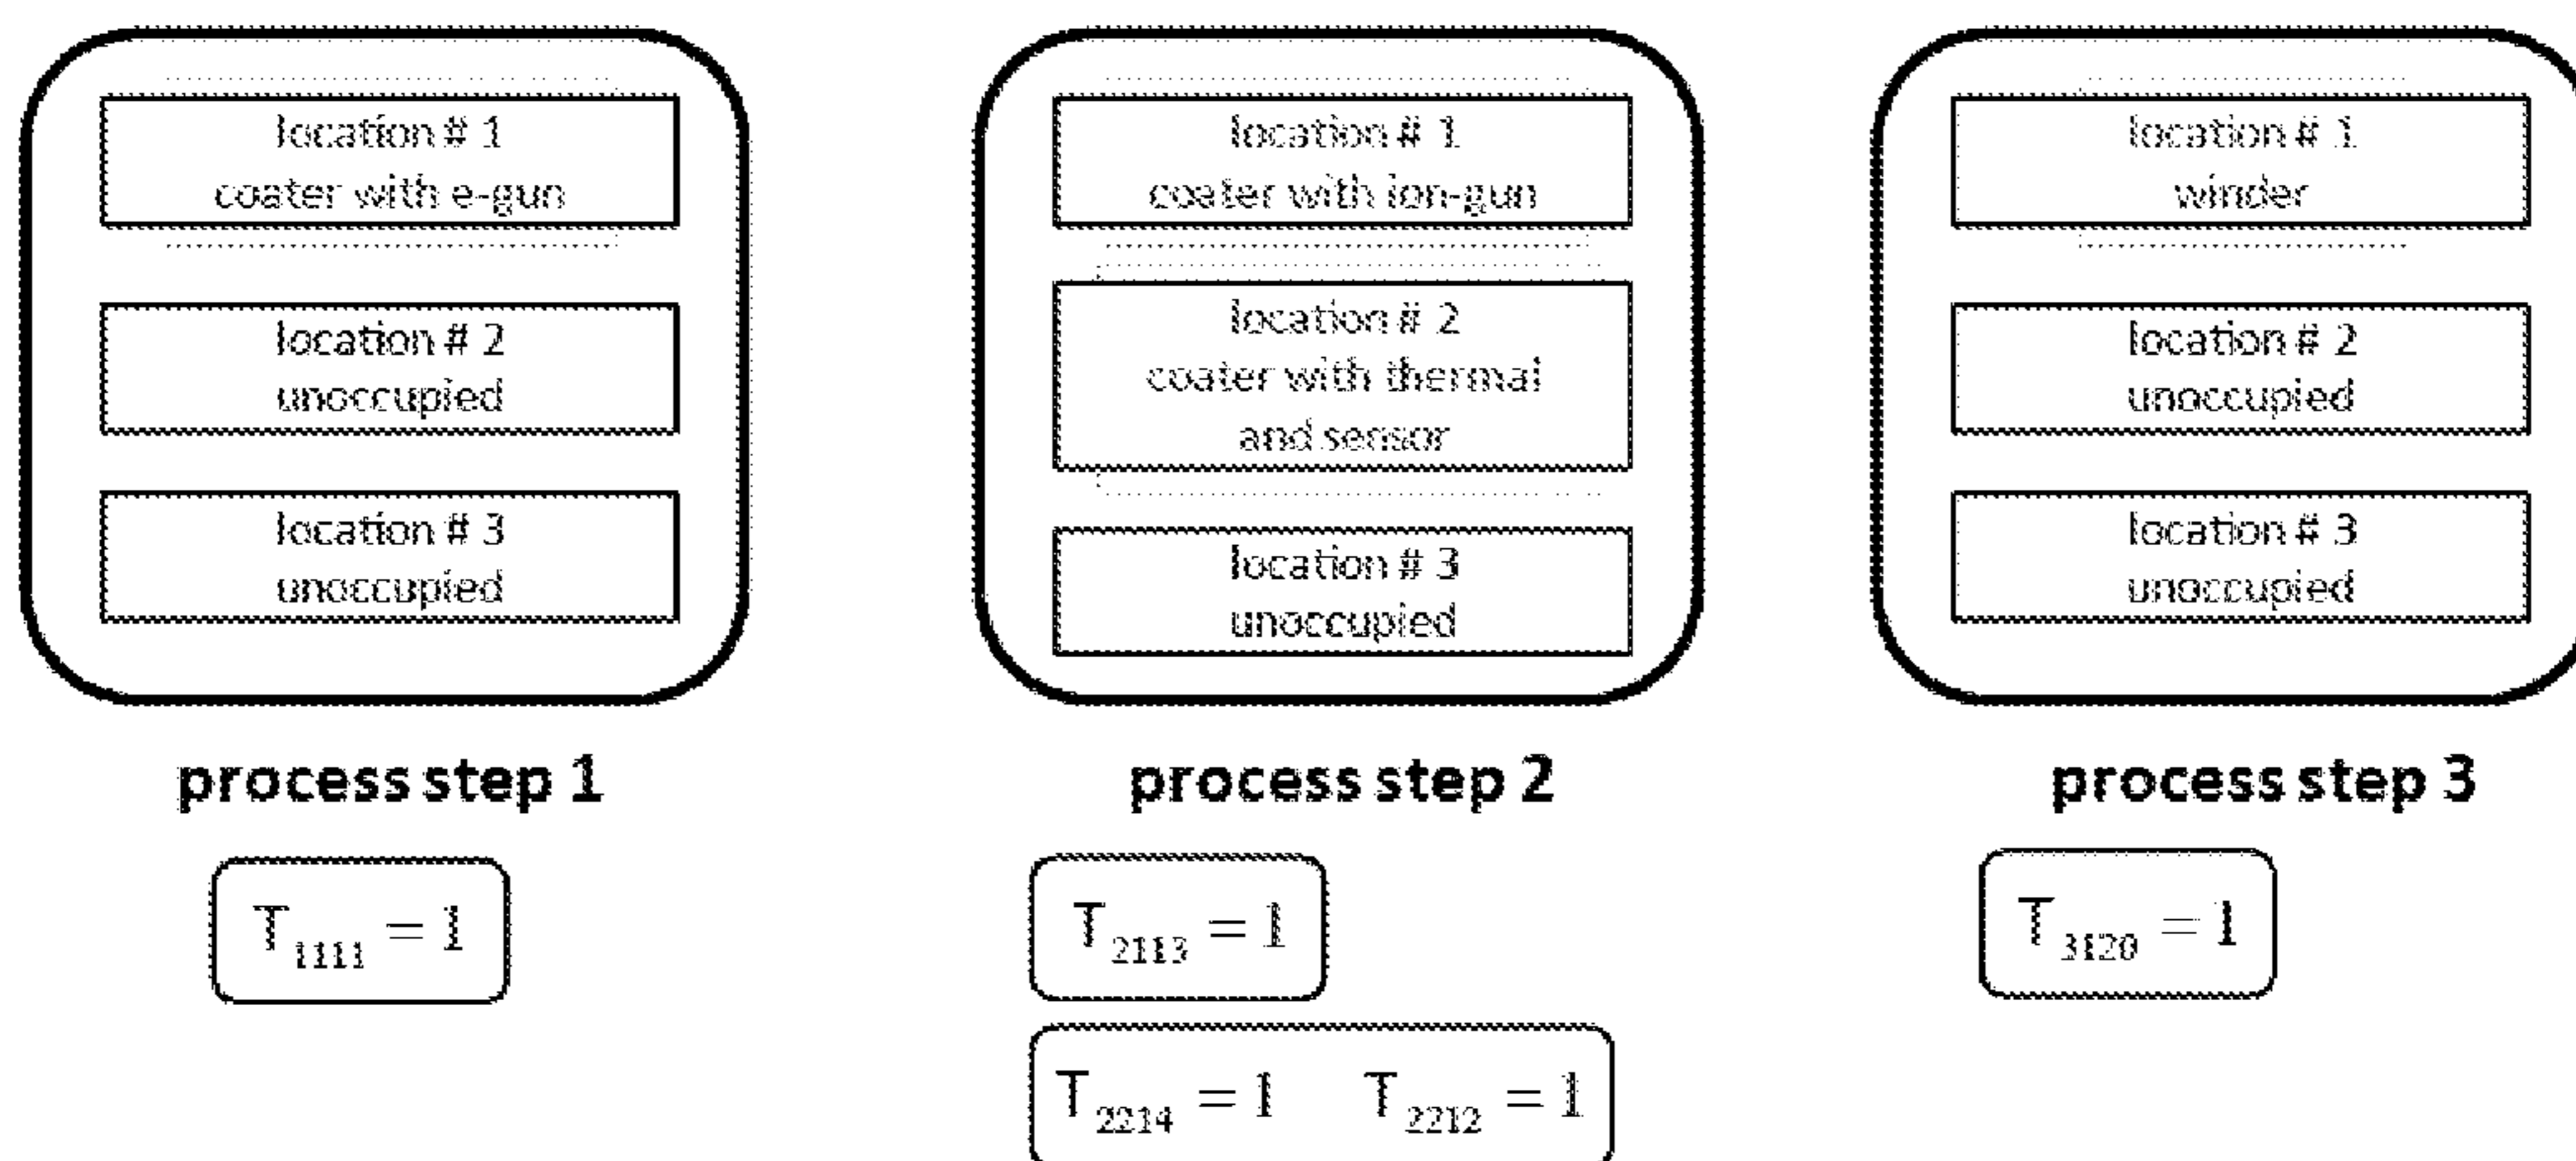 location # 1
coater with e-gun
location # 2
unoccupied
location # 3
unoccupied
process step 1
T1111 = 1
location # 1
coater with ion-gun
location # 2
coater with thermal
and sensor
location # 3
unoccupied
process step 2
T2113 = 1
T2214 = 1 T2212 = 1
location # 1
winder
location # 2
unoccupied
location # 3
unoccupied
process step 3
T3120 = 1